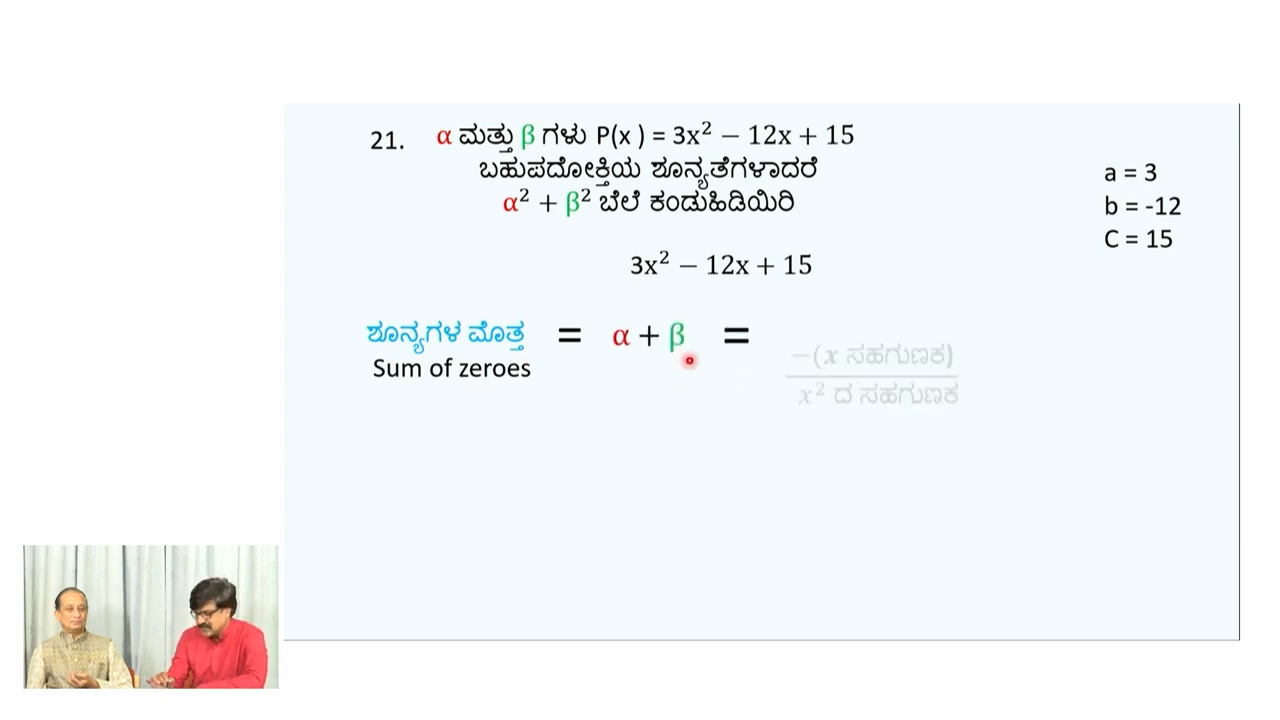 21. α ಮತ್ತು β ಗಳು P(x ) = 3x² − 12x + 15
ಬಹುಪದೋಕ್ತಿಯ ಶೂನ್ಯತೆಗಳಾದರೆ
α² + β² ಬೆಲೆ ಕಂಡುಹಿಡಿಯಿರಿ
a = 3
b = -12
C = 15
3x² − 12x + 15
ಶೂನ್ಯಗಳ ಮೊತ್ತ = α + β =
Sum of zeroes
−(x ಸಹಗುಣಕ)
x² ದ ಸಹಗುಣಕ